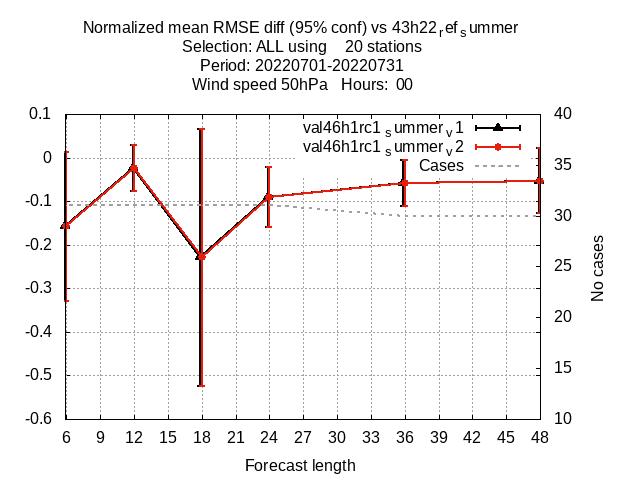 Normalized mean RMSE diff (95% conf) vs 43h22refsummer
Selection: ALL using 20 stations
Period: 20220701-20220731
Wind speed 50hPa Hours: 00
val46h1rc1summerv1
val46h1rc1summerv2
Cases
0.1
0
-0.1
-0.2
-0.3
-0.4
-0.5
-0.6
40
35
30
25
20
15
10
No cases
6 9 12 15 18 21 24 27 30 33 36 39 42 45 48
Forecast length